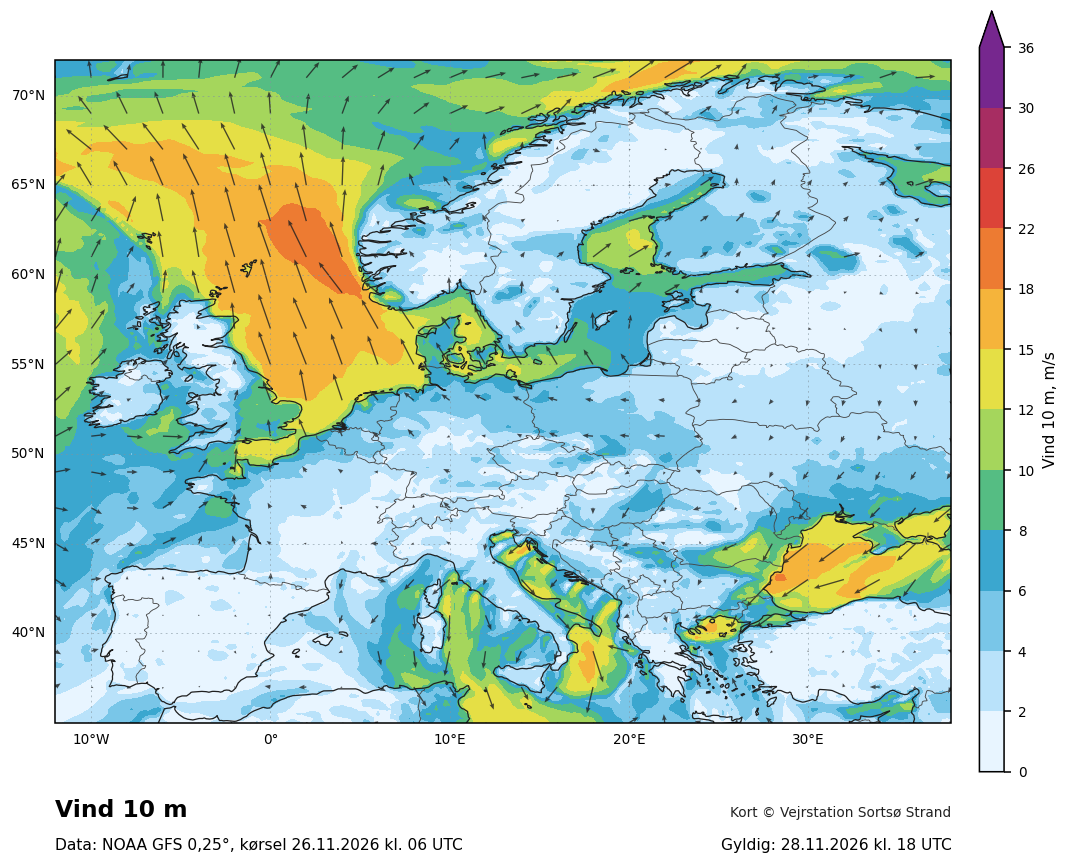 70°N
65°N
60°N
55°N
50°N
45°N
40°N
10°W
0°
10°E
20°E
30°E
36
30
26
22
18
15
12
10
8
6
4
2
0
Vind 10 m, m/s
Vind 10 m
Kort © Vejrstation Sortsø Strand
Data: NOAA GFS 0,25°, kørsel 26.11.2026 kl. 06 UTC
Gyldig: 28.11.2026 kl. 18 UTC